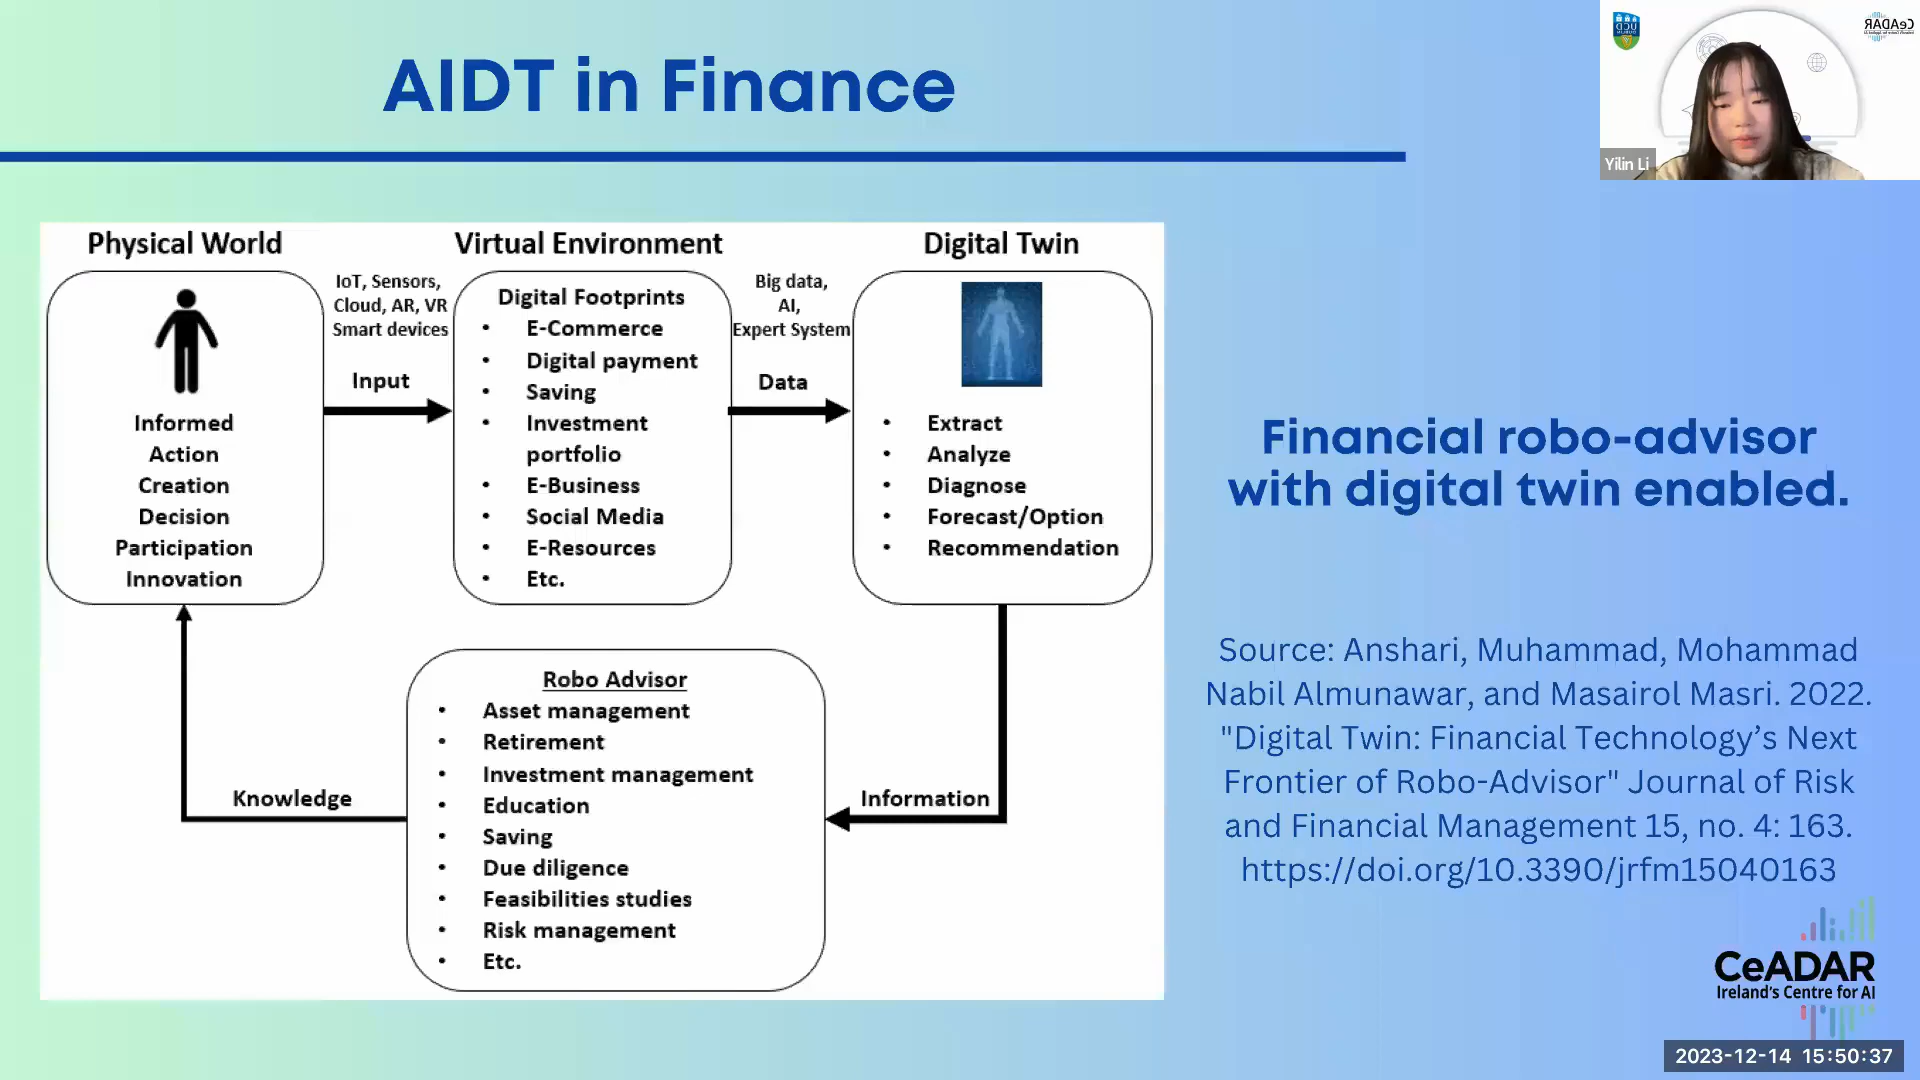 AIDT in Finance
UCD
DUBLIN
CeADAR
Yilin Li
Physical World
Informed
Action
Creation
Decision
Participation
Innovation
IoT, Sensors,
Cloud, AR, VR
Smart devices
Input
Virtual Environment
Digital Footprints
• E-Commerce
• Digital payment
• Saving
• Investment
portfolio
• E-Business
• Social Media
• E-Resources
• Etc.
Big data,
AI,
Expert System
Data
Digital Twin
• Extract
• Analyze
• Diagnose
• Forecast/Option
• Recommendation
Information
Robo Advisor
• Asset management
• Retirement
• Investment management
• Education
• Saving
• Due diligence
• Feasibilities studies
• Risk management
• Etc.
Knowledge
Financial robo-advisor
with digital twin enabled.
Source: Anshari, Muhammad, Mohammad
Nabil Almunawar, and Masairol Masri. 2022.
"Digital Twin: Financial Technology’s Next
Frontier of Robo-Advisor" Journal of Risk
and Financial Management 15, no. 4: 163.
https://doi.org/10.3390/jrfm15040163
CeADAR
Ireland's Centre for AI
2023-12-14 15:50:37